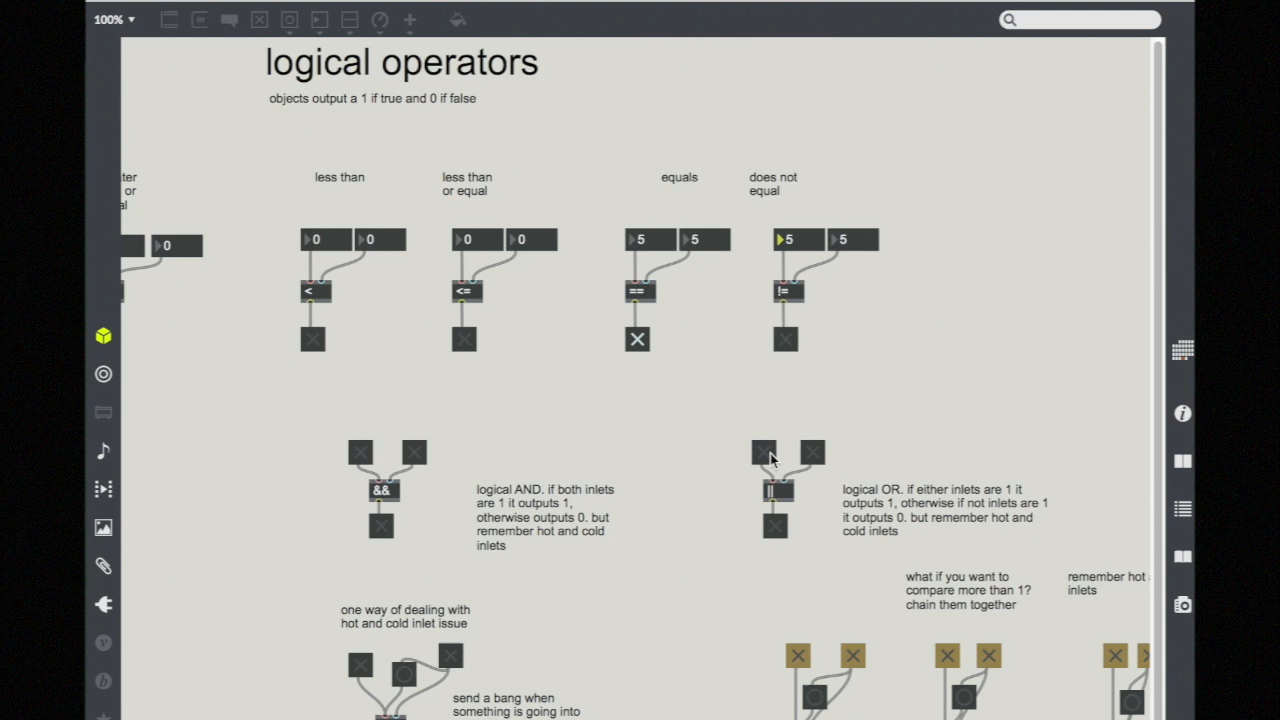 100%
logical operators
objects output a 1 if true and 0 if false
less than
less than
or equal
equals
does not
equal
or
0
0
0
0
0
5
5
5
5
<
<=
==
!=
&&
||
logical AND. if both inlets
are 1 it outputs 1,
otherwise outputs 0. but
remember hot and cold
inlets
logical OR. if either inlets are 1 it
outputs 1, otherwise if not inlets are 1
it outputs 0. but remember hot and
cold inlets
what if you want to
compare more than 1?
chain them together
remember hot
inlets
one way of dealing with
hot and cold inlet issue
send a bang when
something is going into